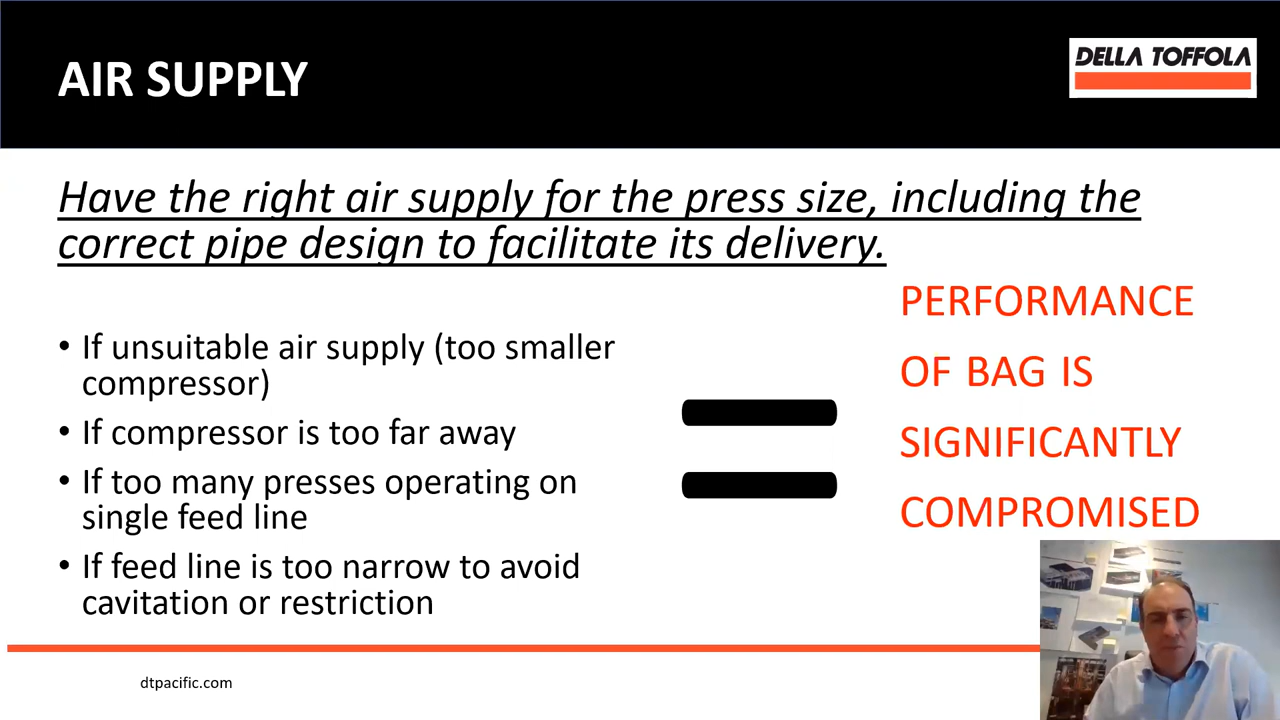 AIR SUPPLY
DELLA TOFFOLA
Have the right air supply for the press size, including the
correct pipe design to facilitate its delivery.
• If unsuitable air supply (too smaller
compressor)
• If compressor is too far away
• If too many presses operating on
single feed line
• If feed line is too narrow to avoid
cavitation or restriction
PERFORMANCE
OF BAG IS
SIGNIFICANTLY
COMPROMISED
dtpacific.com